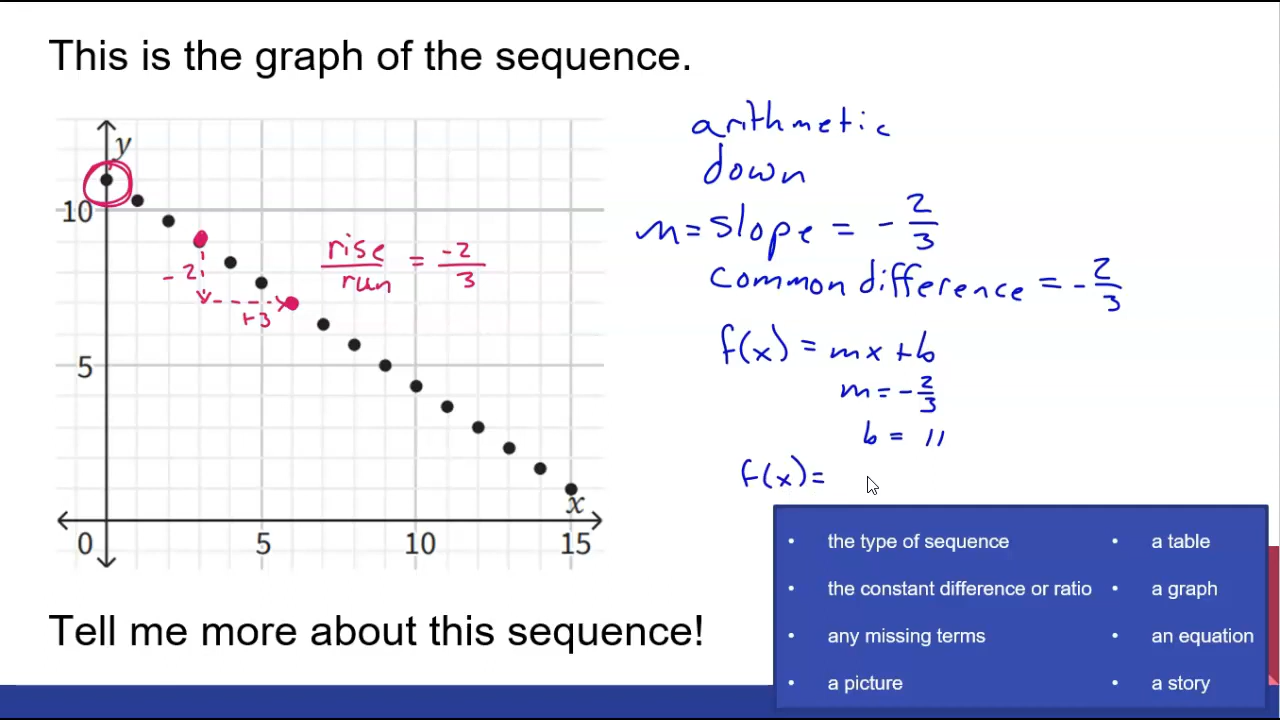 This is the graph of the sequence.
y
10
5
0
5
10
15
x
-2
+3
rise
run
= -2
3
arithmetic
down
m = slope = - 2/3
common difference = - 2/3
f(x) = mx + b
m = - 2/3
b = 11
f(x) =
Tell me more about this sequence!
• the type of sequence
• the constant difference or ratio
• any missing terms
• a picture
• a table
• a graph
• an equation
• a story